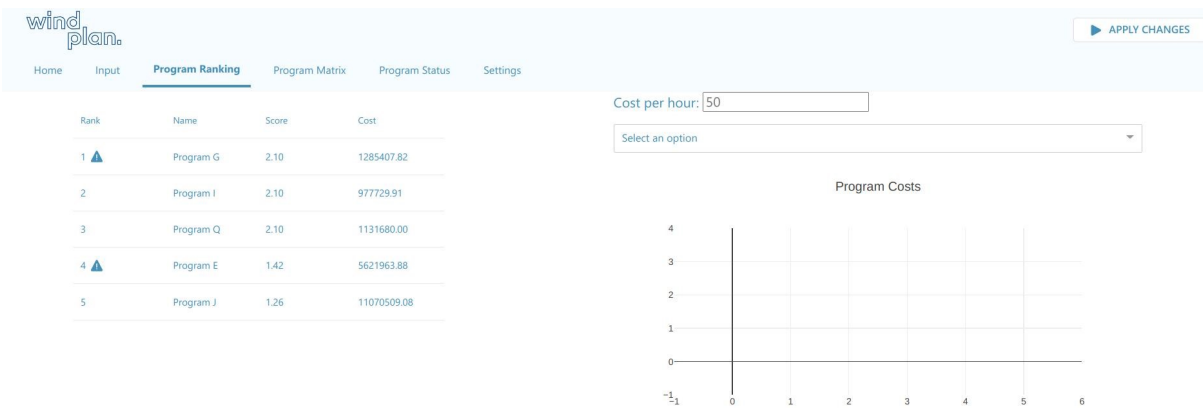 wind
plan.
APPLY CHANGES
Home Input Program Ranking Program Matrix Program Status Settings
Rank Name Score Cost
1 Program G 2.10 1285407.82
2 Program I 2.10 977729.91
3 Program Q 2.10 1131680.00
4 Program E 1.42 5621963.88
5 Program J 1.26 11070509.08
Cost per hour: 50
Select an option
Program Costs
4
3
2
1
0
−1
−1 0 1 2 3 4 5 6